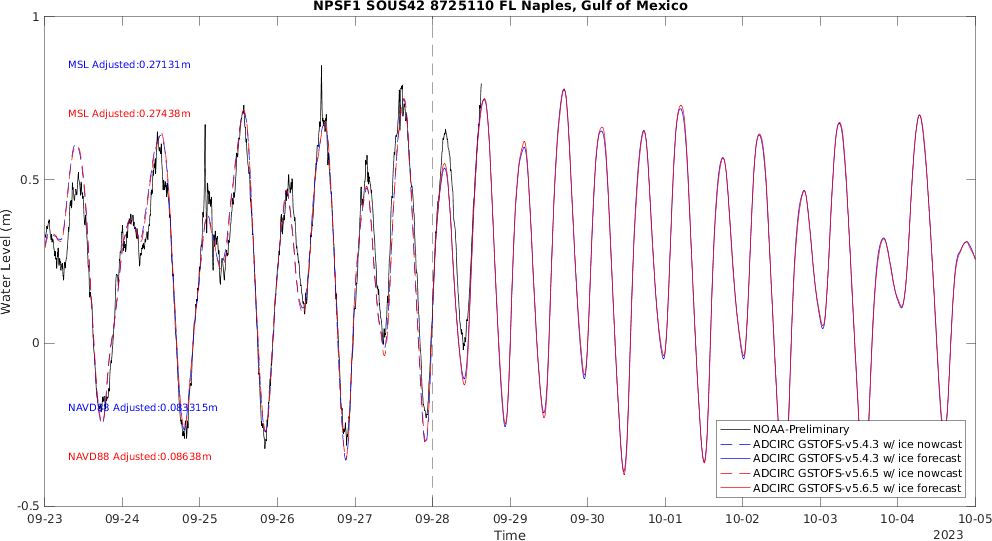 NPSF1 SOUS42 8725110 FL Naples, Gulf of Mexico
1
MSL Adjusted:0.27131m
MSL Adjusted:0.27438m
0.5
Water Level (m)
0
NAVD88 Adjusted:0.083315m
NAVD88 Adjusted:0.08638m
NOAA-Preliminary
ADCIRC GSTOFS-v5.4.3 w/ ice nowcast
ADCIRC GSTOFS-v5.4.3 w/ ice forecast
ADCIRC GSTOFS-v5.6.5 w/ ice nowcast
ADCIRC GSTOFS-v5.6.5 w/ ice forecast
-0.5
09-23 09-24 09-25 09-26 09-27 09-28 09-29 09-30 10-01 10-02 10-03 10-04 10-05
Time
2023